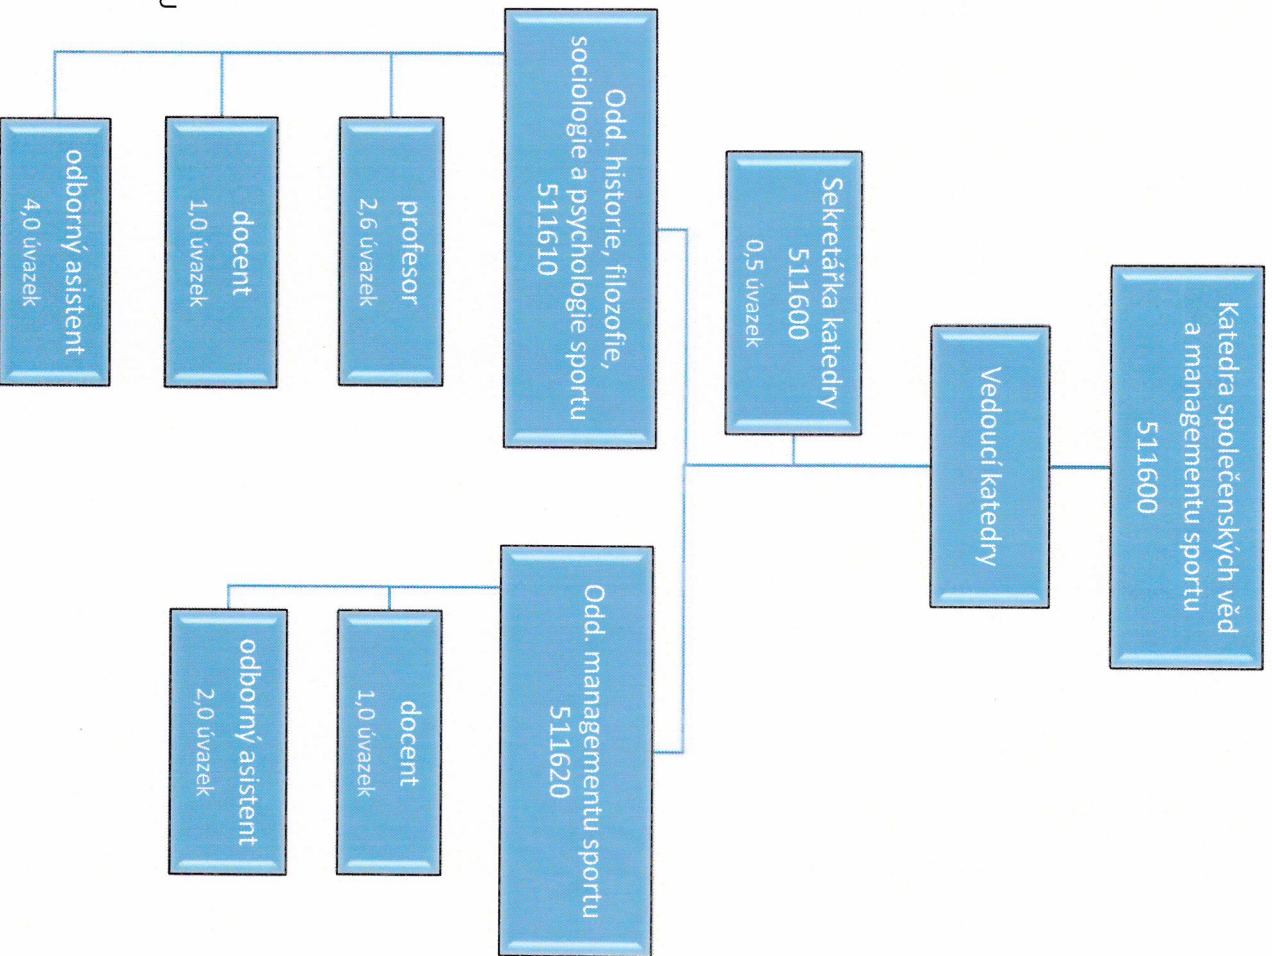 Katedra společenských věd
a managementu sportu
511600
Vedoucí katedry
Sekretářka katedry
511600
0,5 úvazek
Odd. historie, filozofie,
sociologie a psychologie sportu
511610
profesor
2,6 úvazek
docent
1,0 úvazek
odborný asistent
4,0 úvazek
Odd. managementu sportu
511620
docent
1,0 úvazek
odborný asistent
2,0 úvazek